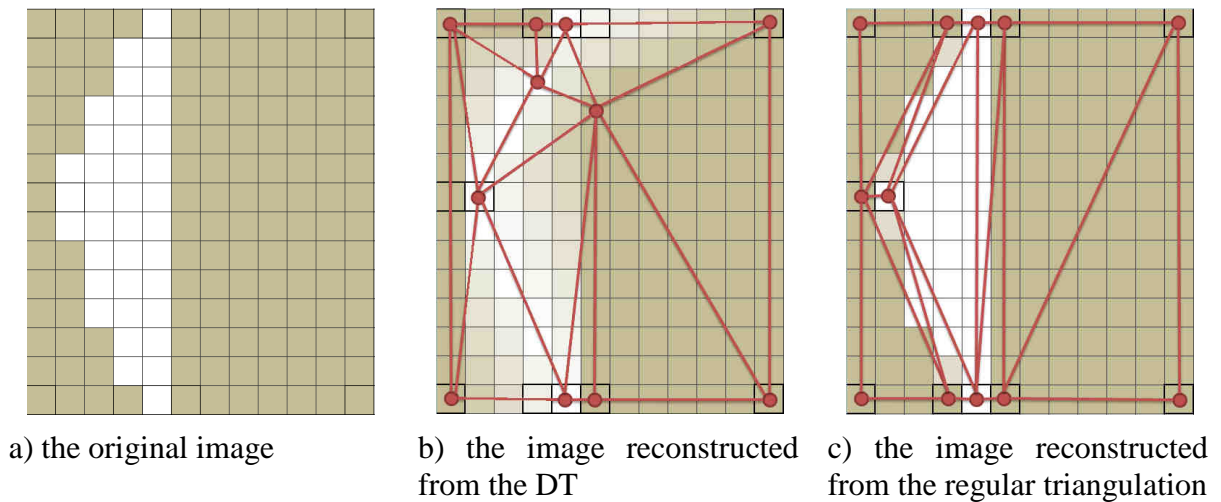 a) the original image
b) the image reconstructed
from the DT
c) the image reconstructed
from the regular triangulation